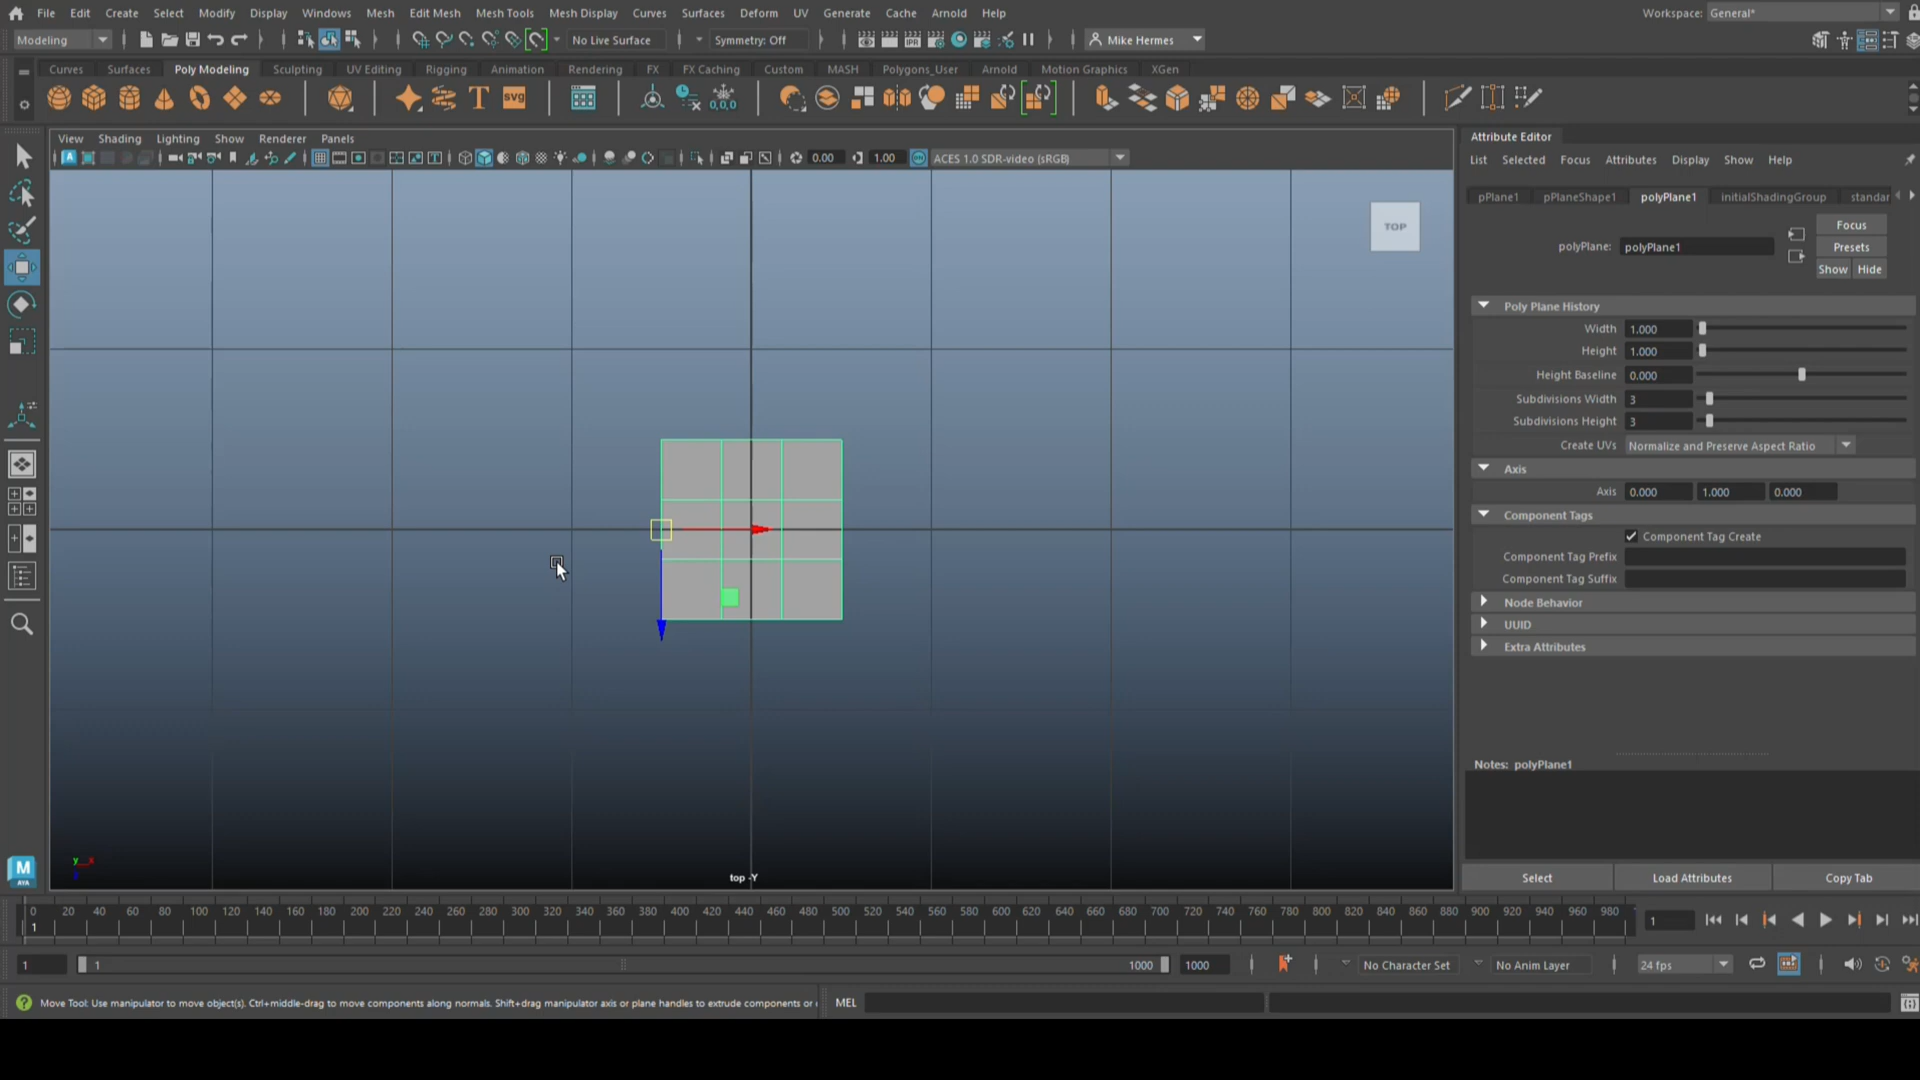 File Edit Create Select Modify Display Windows Mesh Edit Mesh Mesh Tools Mesh Display Curves Surfaces Deform UV Generate Cache Arnold Help Workspace: General*
Modeling No Live Surface Symmetry: Off Mike Hermes
Curves Surfaces Poly Modeling Sculpting UV Editing Rigging Animation Rendering FX FX Caching Custom MASH Polygons_User Arnold Motion Graphics XGen
T SVG 0,0,0
View Shading Lighting Show Renderer Panels
0.00 1.00 ACES 1.0 SDR-video (sRGB)
TOP
top -Y
y x
Attribute Editor
List Selected Focus Attributes Display Show Help
pPlane1 pPlaneShape1 polyPlane1 initialShadingGroup standar
Focus
polyPlane: polyPlane1 Presets
Show Hide
Poly Plane History
Width 1.000
Height 1.000
Height Baseline 0.000
Subdivisions Width 3
Subdivisions Height 3
Create UVs Normalize and Preserve Aspect Ratio
Axis
Axis 0.000 1.000 0.000
Component Tags
Component Tag Create
Component Tag Prefix
Component Tag Suffix
Node Behavior
UUID
Extra Attributes
Notes: polyPlane1
Select Load Attributes Copy Tab
M
AYA
0 20 40 60 80 100 120 140 160 180 200 220 240 260 280 300 320 340 360 380 400 420 440 460 480 500 520 540 560 580 600 620 640 660 680 700 720 740 760 780 800 820 840 860 880 900 920 940 960 980
1 1
1 1 1000 1000 No Character Set No Anim Layer 24 fps
Move Tool: Use manipulator to move object(s). Ctrl+middle-drag to move components along normals. Shift+drag manipulator axis or plane handles to extrude components or MEL